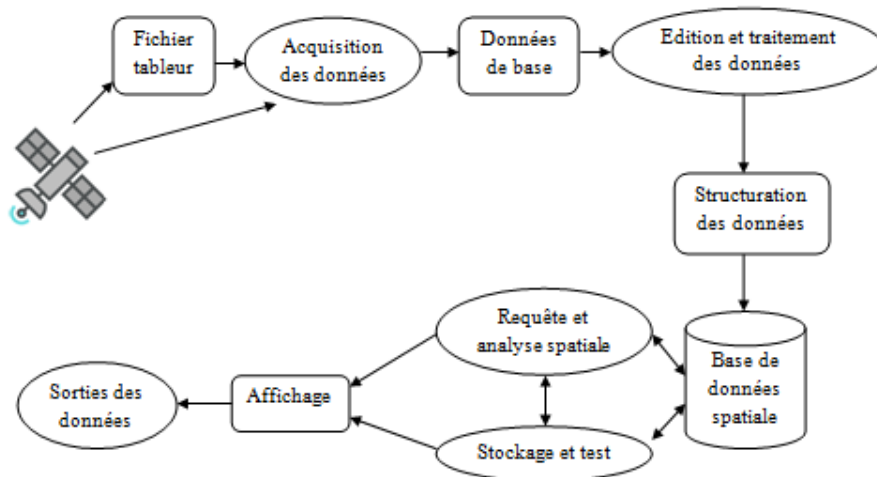 Fichier
tableur
Acquisition
des données
Données
de base
Edition et traitement
des données
Structuration
des données
Requête et
analyse spatiale
Base de
données
spatiale
Affichage
Sorties des
données
Stockage et test